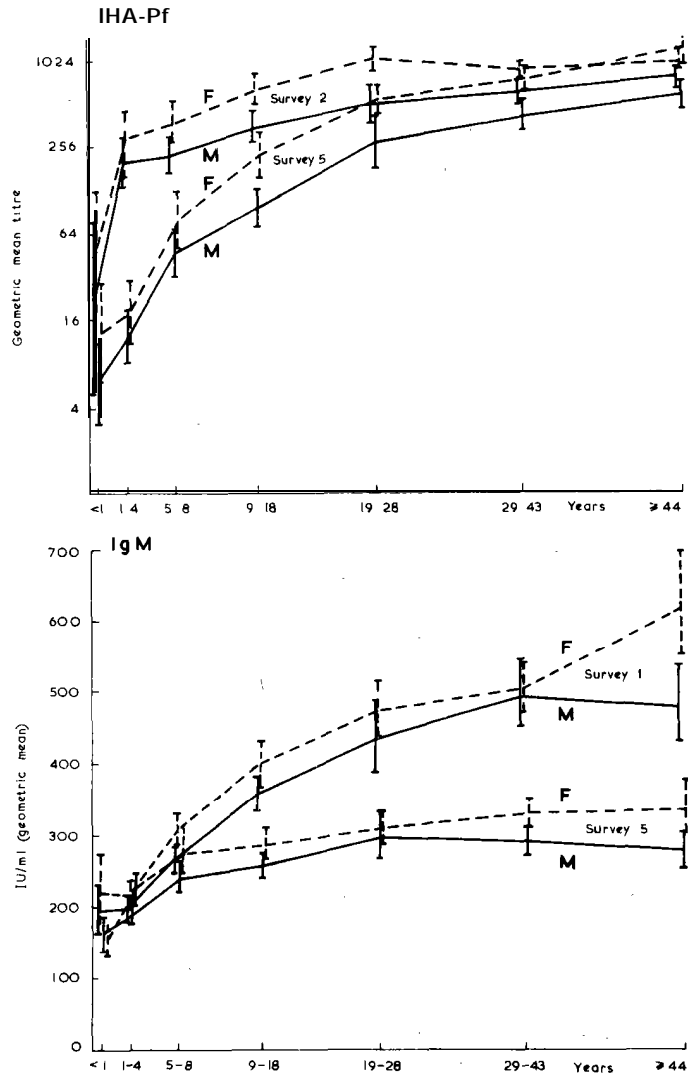 IHA-Pf
1024
256
64
16
4
Geometric mean titre
F
Survey 2
M
F
Survey 5
M
<1 1 4 5 8 9 18 19 28 29 43 Years ⩾44
IgM
700
600
500
400
300
200
100
0
IU/ml (geometric mean)
F
Survey 1
M
F
Survey 5
M
<1 1-4 5-8 9-18 19-28 29-43 Years ⩾44